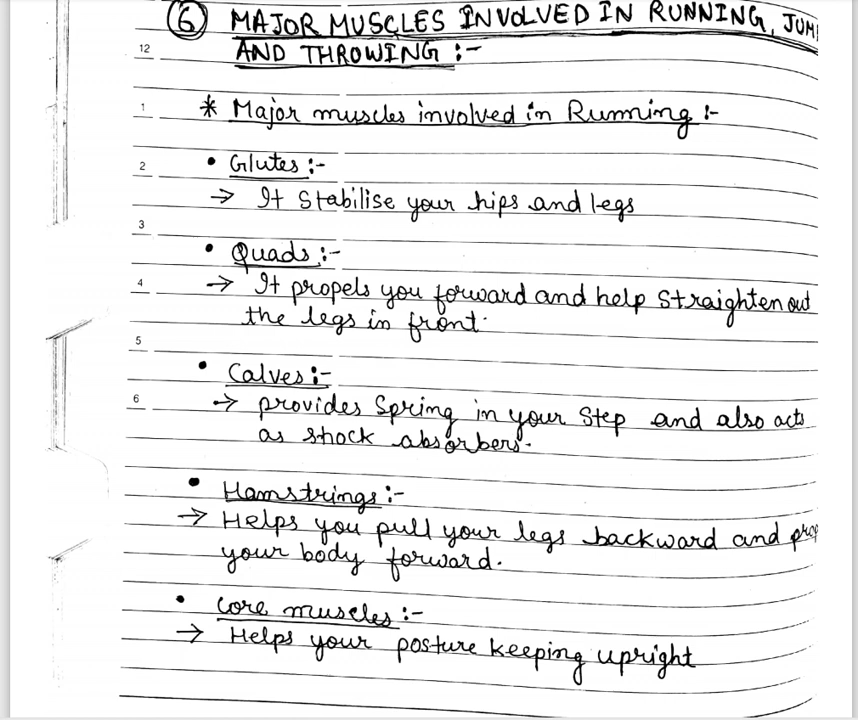 ⑥ MAJOR MUSCLES INVOLVED IN RUNNING, JUM
12
AND THROWING :-
1
* Major muscles involved in Running :-
2
• Glutes :-
→ It Stabilise your hips and legs
3
• Quads :-
4
→ It propels you forward and help straighten out
the legs in front.
5
• Calves :-
6
→ provides Spring in your Step and also acts
as shock absorbers.
• Hamstrings :-
→ Helps you pull your legs backward and prop
your body forward.
• Core muscles :-
→ Helps your posture keeping upright